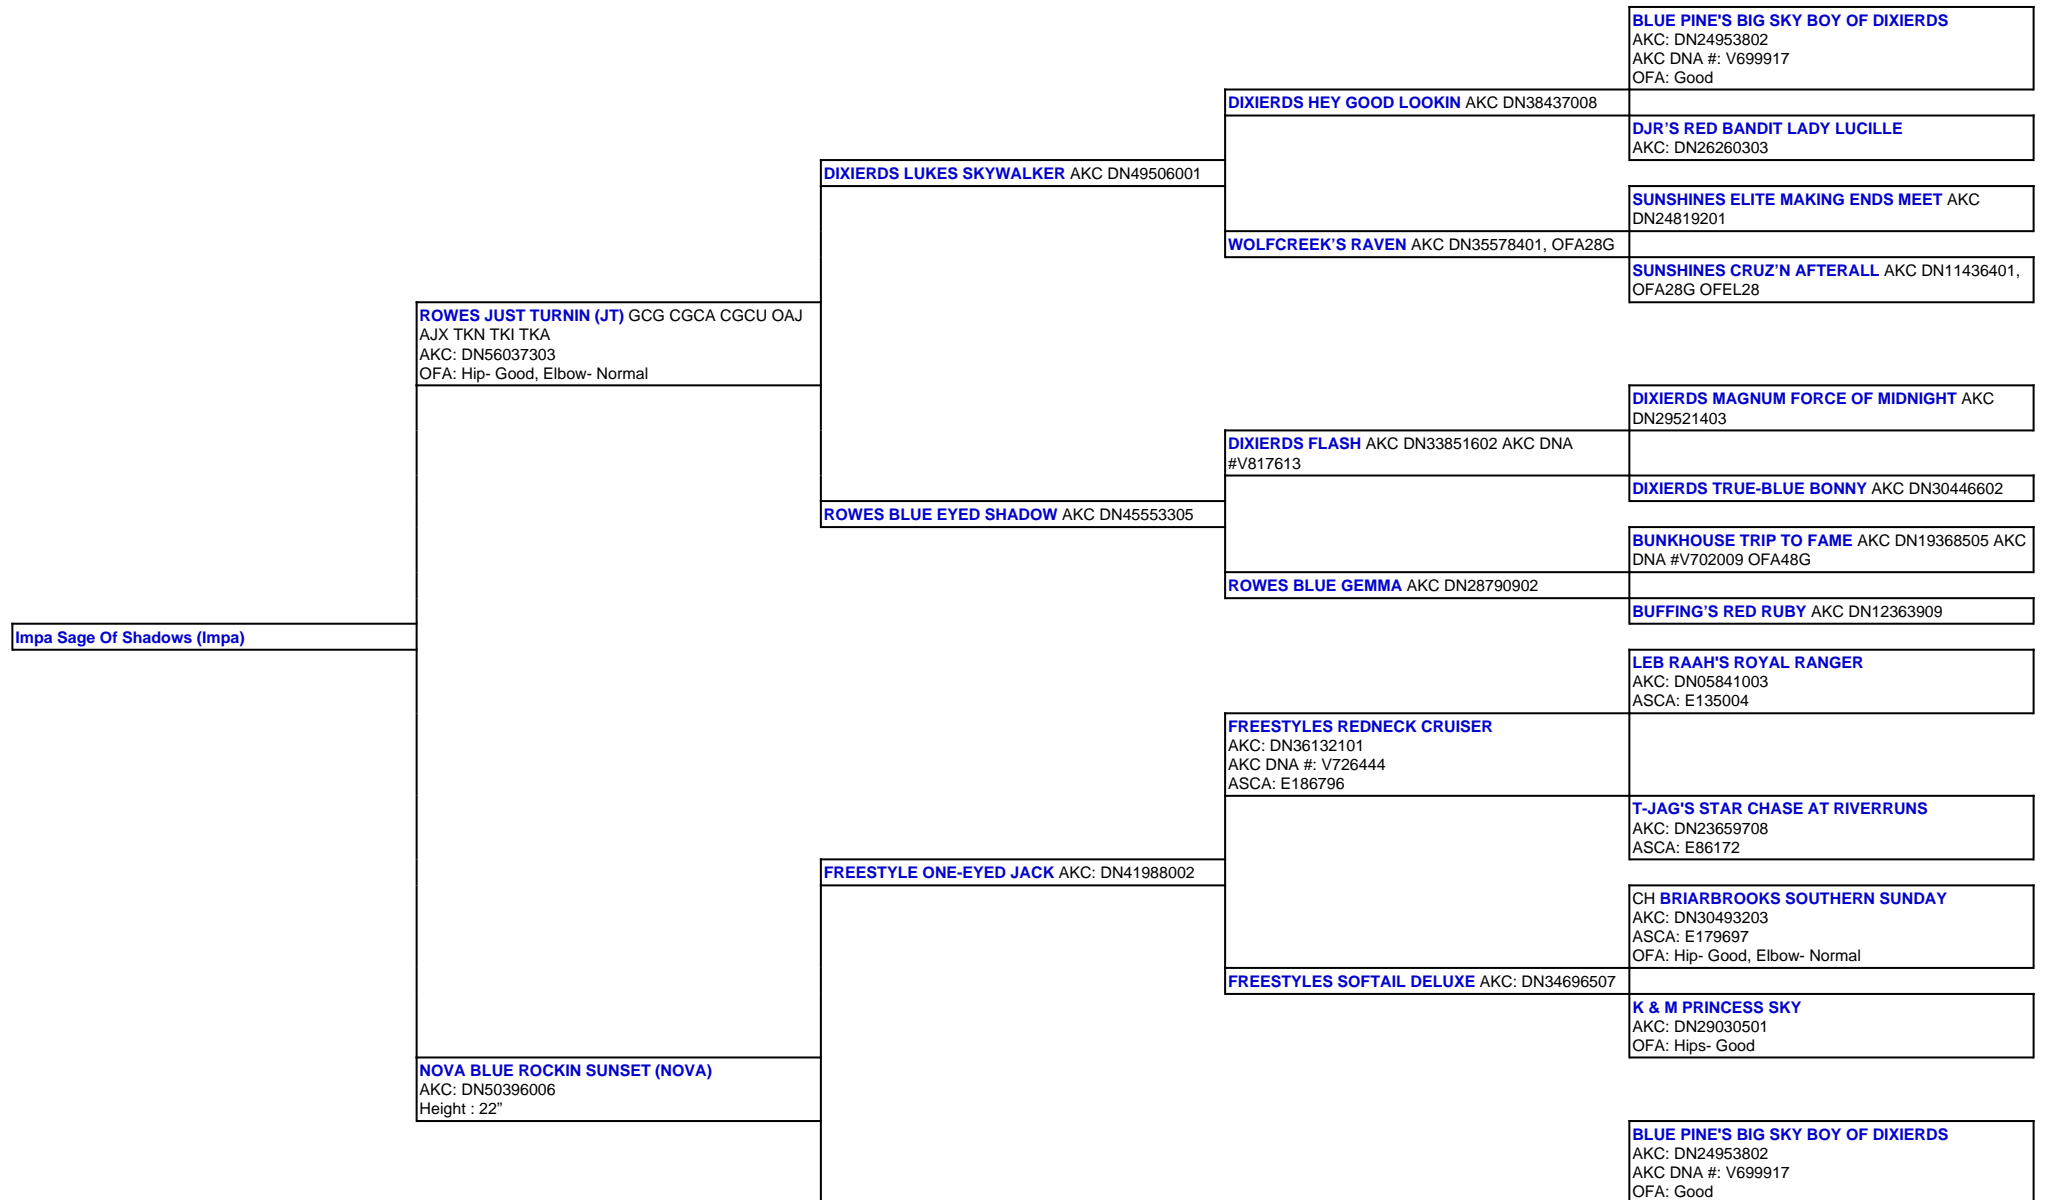 BLUE PINE'S BIG SKY BOY OF DIXIERDS
AKC: DN24953802
AKC DNA #: V699917
OFA: Good
DIXIERDS HEY GOOD LOOKIN AKC DN38437008
DJR'S RED BANDIT LADY LUCILLE
AKC: DN26260303
DIXIERDS LUKES SKYWALKER AKC DN49506001
SUNSHINES ELITE MAKING ENDS MEET AKC
DN24819201
WOLFCREEK'S RAVEN AKC DN35578401, OFA28G
SUNSHINES CRUZ'N AFTERALL AKC DN11436401,
OFA28G OFEL28
ROWES JUST TURNIN (JT) GCG CGCA CGCU OAJ
AJX TKN TKI TKA
AKC: DN56037303
OFA: Hip- Good, Elbow- Normal
DIXIERDS MAGNUM FORCE OF MIDNIGHT AKC
DN29521403
DIXIERDS FLASH AKC DN33851602 AKC DNA
#V817613
DIXIERDS TRUE-BLUE BONNY AKC DN30446602
ROWES BLUE EYED SHADOW AKC DN45553305
BUNKHOUSE TRIP TO FAME AKC DN19368505 AKC
DNA #V702009 OFA48G
ROWES BLUE GEMMA AKC DN28790902
BUFFING'S RED RUBY AKC DN12363909
Impa Sage Of Shadows (Impa)
LEB RAAH'S ROYAL RANGER
AKC: DN05841003
ASCA: E135004
FREESTYLES REDNECK CRUISER
AKC: DN36132101
AKC DNA #: V726444
ASCA: E186796
T-JAG'S STAR CHASE AT RIVERRUNS
AKC: DN23659708
ASCA: E86172
FREESTYLE ONE-EYED JACK AKC: DN41988002
CH BRIARBROOKS SOUTHERN SUNDAY
AKC: DN30493203
ASCA: E179697
OFA: Hip- Good, Elbow- Normal
FREESTYLES SOFTAIL DELUXE AKC: DN34696507
K & M PRINCESS SKY
AKC: DN29030501
OFA: Hips- Good
NOVA BLUE ROCKIN SUNSET (NOVA)
AKC: DN50396006
Height : 22”
BLUE PINE'S BIG SKY BOY OF DIXIERDS
AKC: DN24953802
AKC DNA #: V699917
OFA: Good